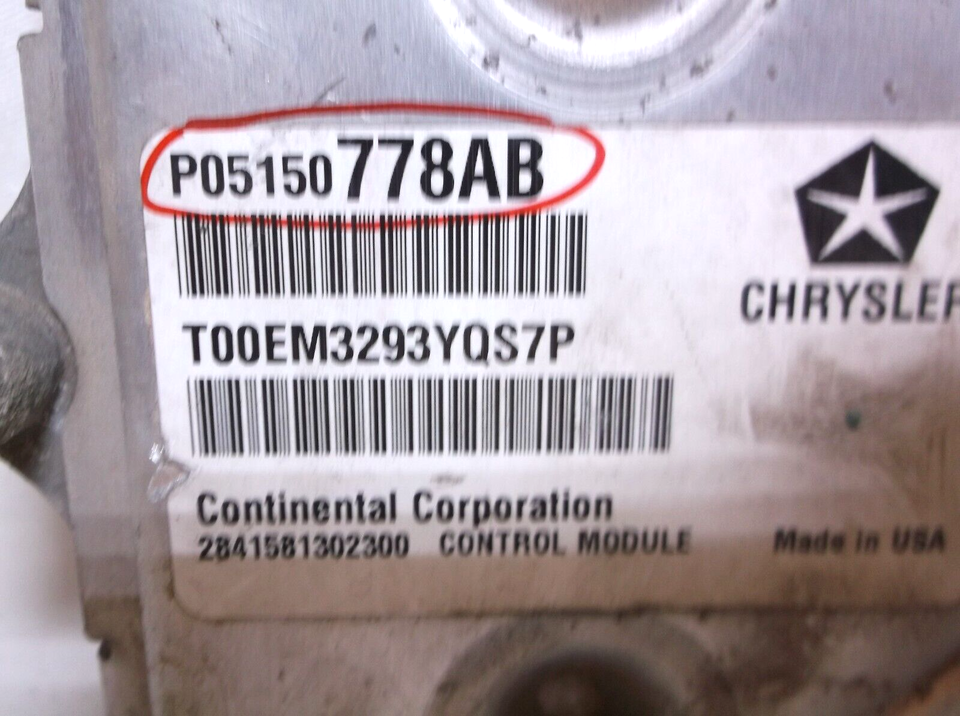 P05150778AB
CHRYSLER
T00EM3293YQS7P
Continental Corporation
2841581302300 CONTROL MODULE Made in USA